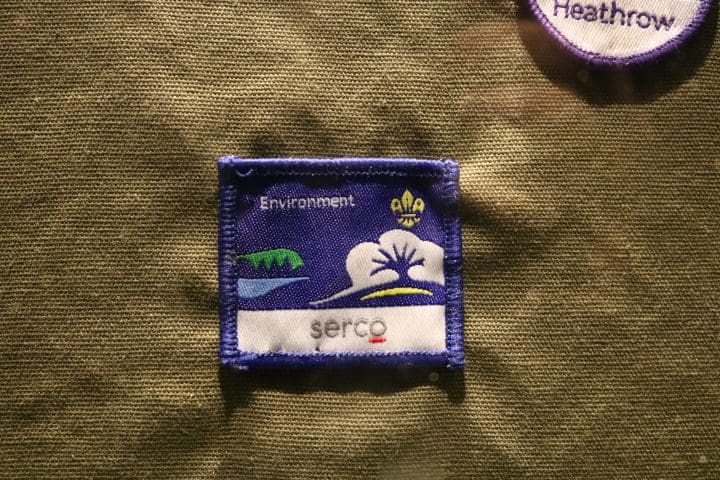 Heathrow
Environment
serco